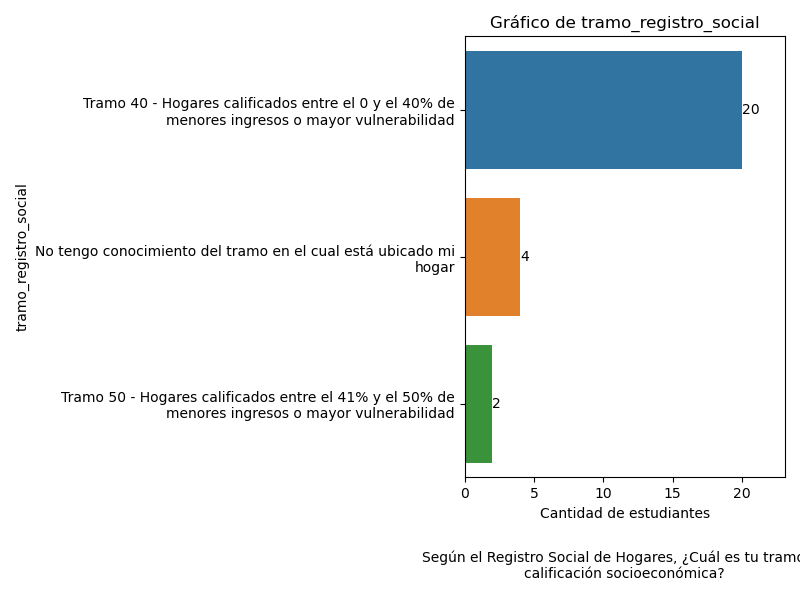 Gráfico de tramo_registro_social
tramo_registro_social
Tramo 40 - Hogares calificados entre el 0 y el 40% de
menores ingresos o mayor vulnerabilidad
20
No tengo conocimiento del tramo en el cual está ubicado mi
hogar
4
Tramo 50 - Hogares calificados entre el 41% y el 50% de
menores ingresos o mayor vulnerabilidad
2
0 5 10 15 20
Cantidad de estudiantes
Según el Registro Social de Hogares, ¿Cuál es tu tramo
calificación socioeconómica?